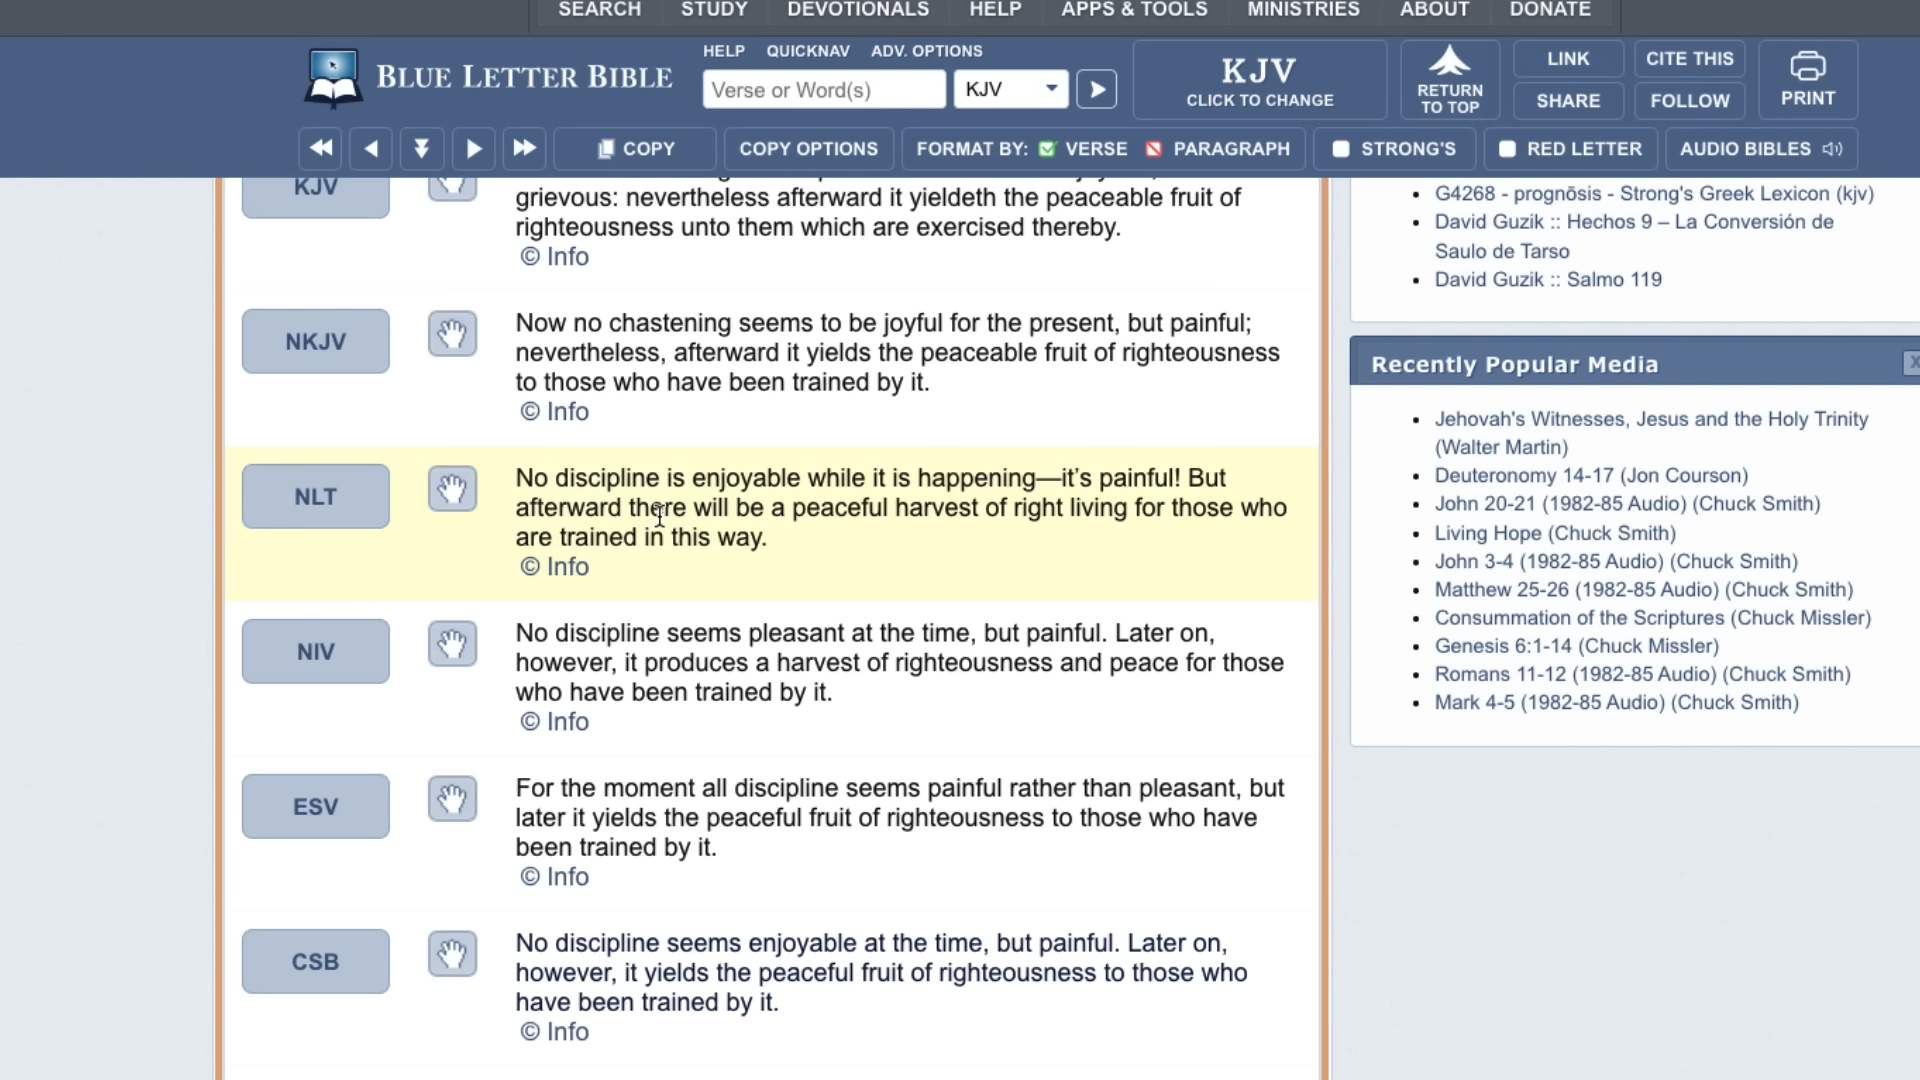 SEARCH STUDY DEVOTIONALS HELP APPS & TOOLS MINISTRIES ABOUT DONATE
BLUE LETTER BIBLE
HELP QUICKNAV ADV. OPTIONS
Verse or Word(s) KJV
KJV
CLICK TO CHANGE
RETURN
TO TOP
LINK CITE THIS
SHARE FOLLOW
PRINT
COPY COPY OPTIONS FORMAT BY: VERSE PARAGRAPH STRONG'S RED LETTER AUDIO BIBLES
KJV
grievous: nevertheless afterward it yieldeth the peaceable fruit of
righteousness unto them which are exercised thereby.
© Info
NKJV
Now no chastening seems to be joyful for the present, but painful;
nevertheless, afterward it yields the peaceable fruit of righteousness
to those who have been trained by it.
© Info
NLT
No discipline is enjoyable while it is happening—it’s painful! But
afterward there will be a peaceful harvest of right living for those who
are trained in this way.
© Info
NIV
No discipline seems pleasant at the time, but painful. Later on,
however, it produces a harvest of righteousness and peace for those
who have been trained by it.
© Info
ESV
For the moment all discipline seems painful rather than pleasant, but
later it yields the peaceful fruit of righteousness to those who have
been trained by it.
© Info
CSB
No discipline seems enjoyable at the time, but painful. Later on,
however, it yields the peaceful fruit of righteousness to those who
have been trained by it.
© Info
G4268 - prognōsis - Strong's Greek Lexicon (kjv)
David Guzik :: Hechos 9 – La Conversión de
Saulo de Tarso
David Guzik :: Salmo 119
Recently Popular Media
X
Jehovah's Witnesses, Jesus and the Holy Trinity
(Walter Martin)
Deuteronomy 14-17 (Jon Courson)
John 20-21 (1982-85 Audio) (Chuck Smith)
Living Hope (Chuck Smith)
John 3-4 (1982-85 Audio) (Chuck Smith)
Matthew 25-26 (1982-85 Audio) (Chuck Smith)
Consummation of the Scriptures (Chuck Missler)
Genesis 6:1-14 (Chuck Missler)
Romans 11-12 (1982-85 Audio) (Chuck Smith)
Mark 4-5 (1982-85 Audio) (Chuck Smith)